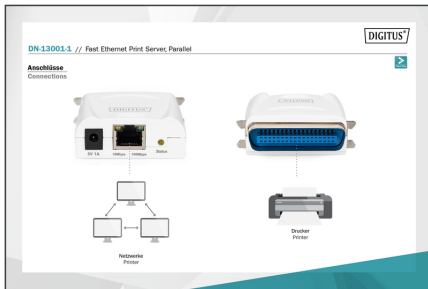 DIGITUS®
DN-13001-1 // Fast Ethernet Print Server, Parallel
Anschlüsse
Connections
DIGITUS
5V 1A
10Mbps
100Mbps
Status
Netzwerke
Printer
Drucker
Printer